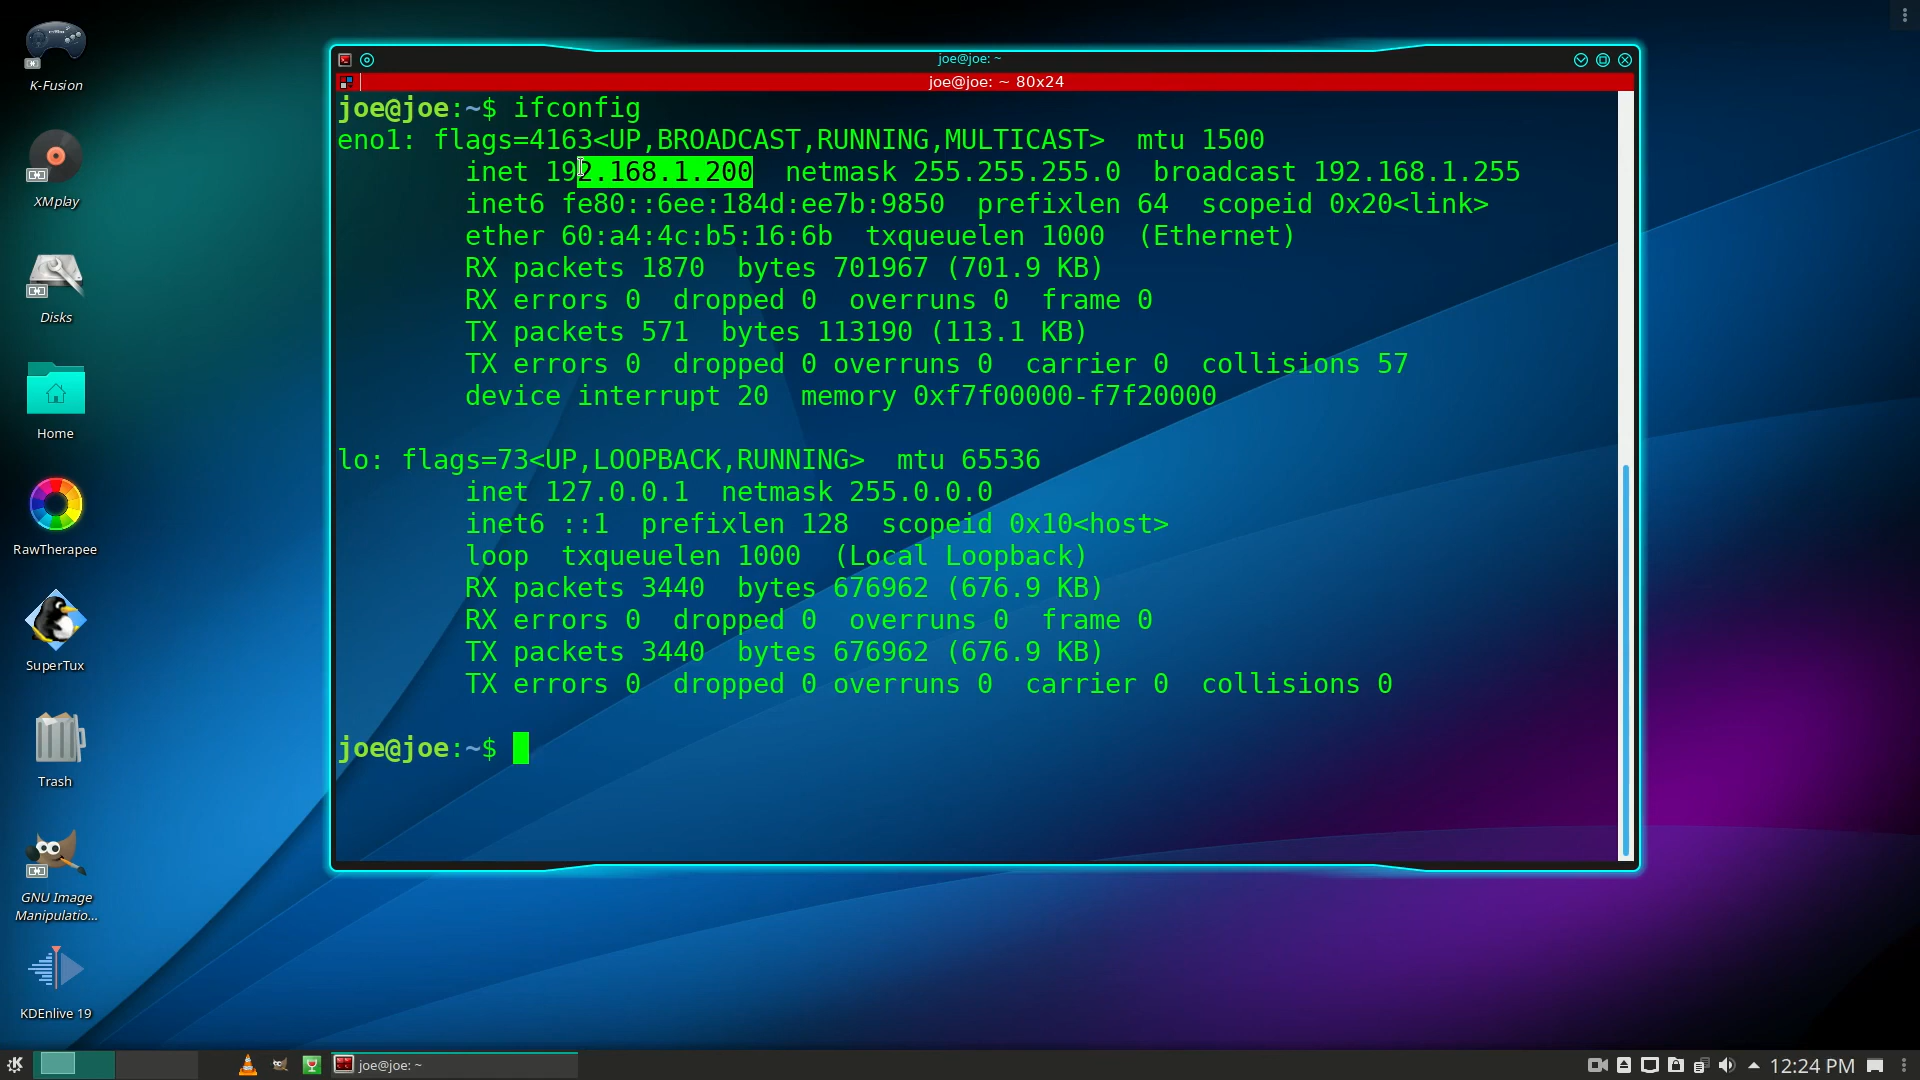 K-Fusion
XMplay
Disks
Home
RawTherapee
SuperTux
Trash
GNU Image
Manipulatio...
KDEnlive 19
joe@joe: ~
joe@joe: ~ 80x24
joe@joe:~$ ifconfig
eno1: flags=4163<UP,BROADCAST,RUNNING,MULTICAST>  mtu 1500
        inet 192.168.1.200  netmask 255.255.255.0  broadcast 192.168.1.255
        inet6 fe80::6ee:184d:ee7b:9850  prefixlen 64  scopeid 0x20<link>
        ether 60:a4:4c:b5:16:6b  txqueuelen 1000  (Ethernet)
        RX packets 1870  bytes 701967 (701.9 KB)
        RX errors 0  dropped 0  overruns 0  frame 0
        TX packets 571  bytes 113190 (113.1 KB)
        TX errors 0  dropped 0 overruns 0  carrier 0  collisions 57
        device interrupt 20  memory 0xf7f00000-f7f20000
lo: flags=73<UP,LOOPBACK,RUNNING>  mtu 65536
        inet 127.0.0.1  netmask 255.0.0.0
        inet6 ::1  prefixlen 128  scopeid 0x10<host>
        loop  txqueuelen 1000  (Local Loopback)
        RX packets 3440  bytes 676962 (676.9 KB)
        RX errors 0  dropped 0  overruns 0  frame 0
        TX packets 3440  bytes 676962 (676.9 KB)
        TX errors 0  dropped 0 overruns 0  carrier 0  collisions 0
joe@joe:~$
joe@joe: ~
12:24 PM